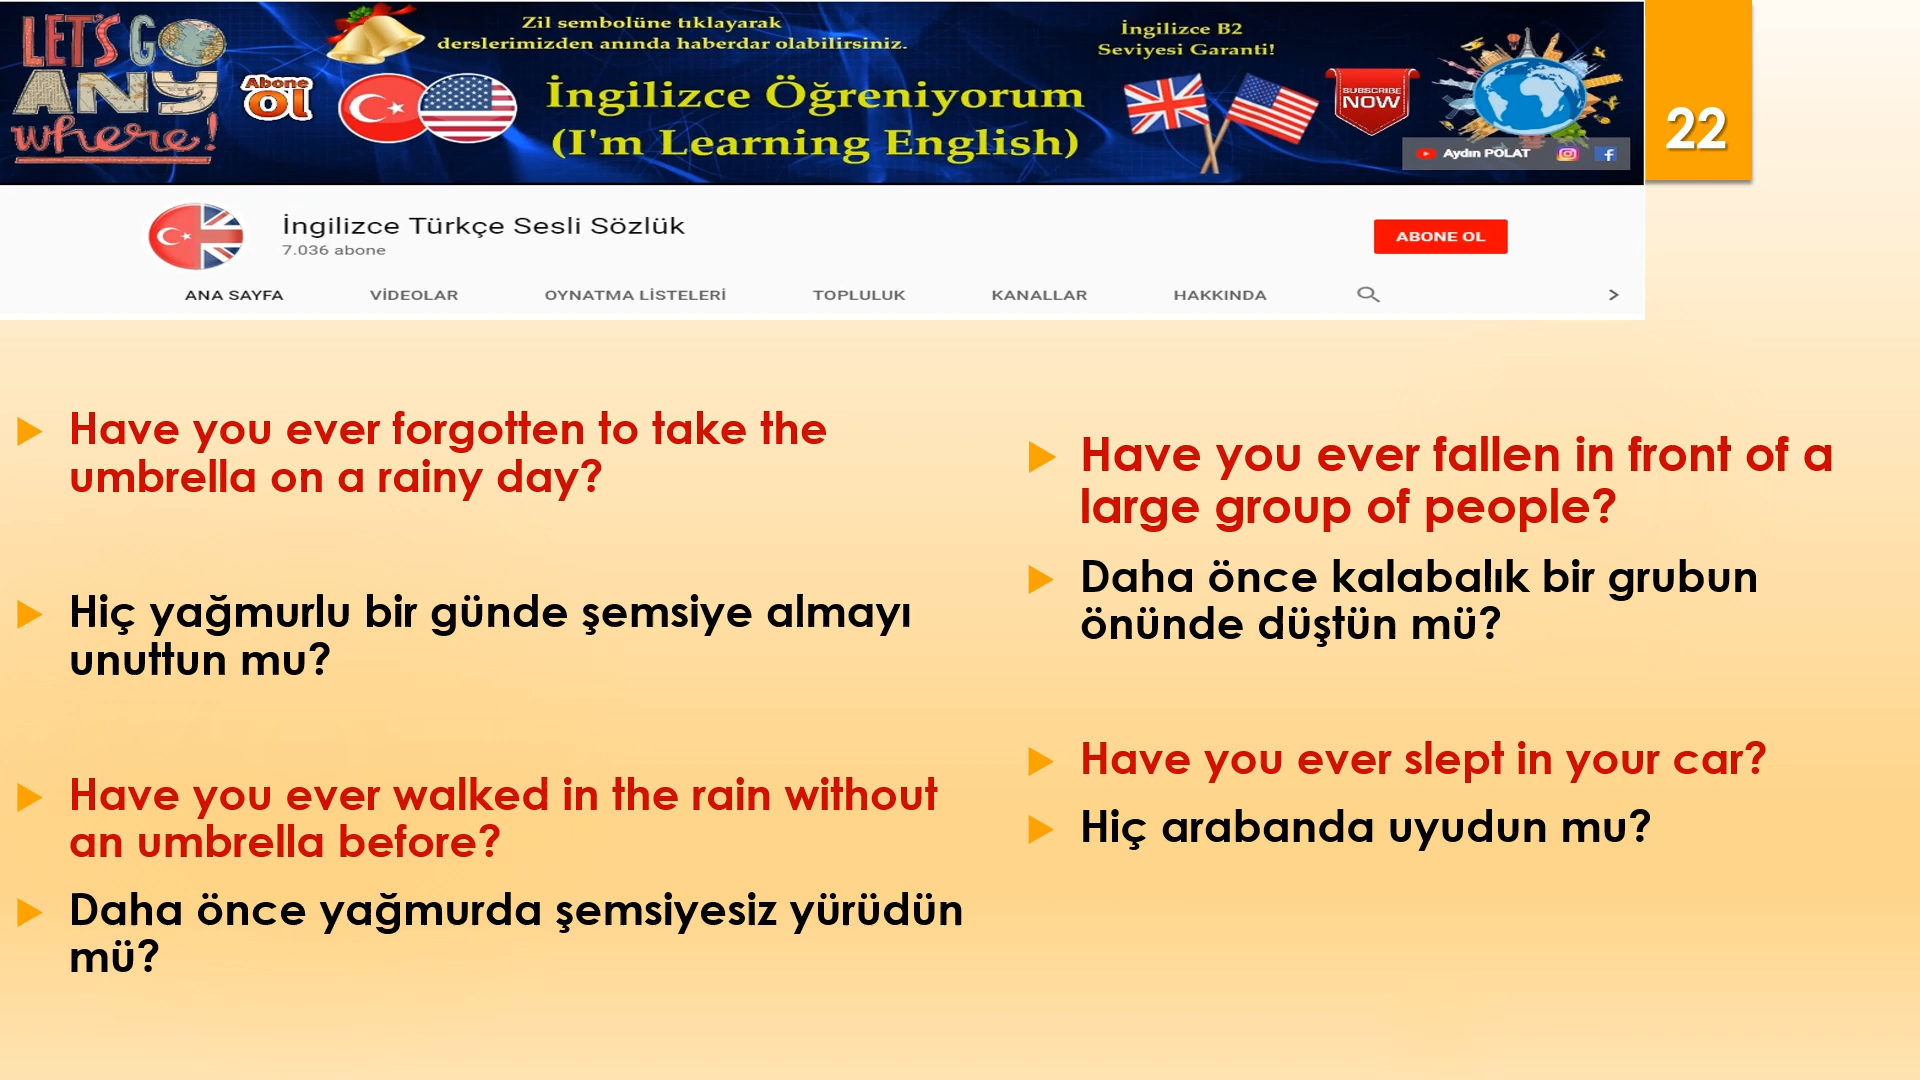 LET'S GO
ANY
where!
Abone
ol
Zil sembolüne tıklayarak
derslerimizden anında haberdar olabilirsiniz.
İngilizce Öğreniyorum
(I'm Learning English)
İngilizce B2
Seviyesi Garanti!
SUBSCRIBE
NOW
Aydın POLAT
22
İngilizce Türkçe Sesli Sözlük
7.036 abone
ABONE OL
ANA SAYFA VİDEOLAR OYNATMA LİSTELERİ TOPLULUK KANALLAR HAKKINDA
Have you ever forgotten to take the
umbrella on a rainy day?
Hiç yağmurlu bir günde şemsiye almayı
unuttun mu?
Have you ever walked in the rain without
an umbrella before?
Daha önce yağmurda şemsiyesiz yürüdün
mü?
Have you ever fallen in front of a
large group of people?
Daha önce kalabalık bir grubun
önünde düştün mü?
Have you ever slept in your car?
Hiç arabanda uyudun mu?